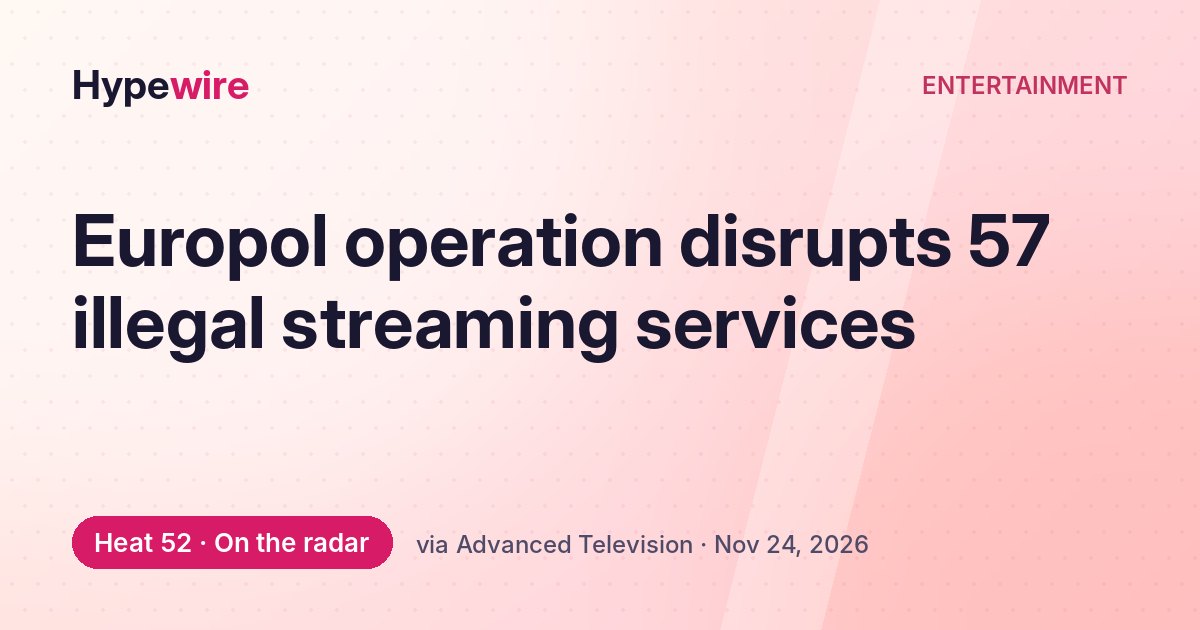 Hypewire
ENTERTAINMENT
Europol operation disrupts 57
illegal streaming services
Heat 52 · On the radar
via Advanced Television · Nov 24, 2026